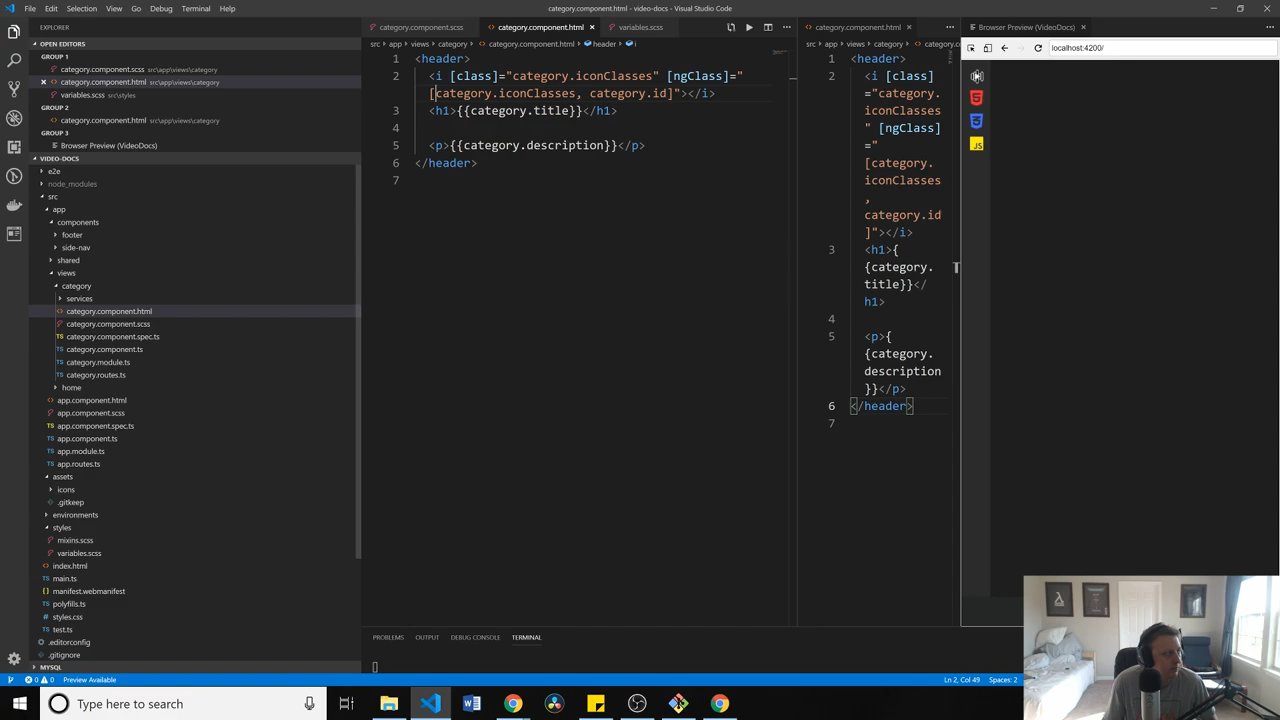 File Edit Selection View Go Debug Terminal Help
category.component.html - video-docs - Visual Studio Code
EXPLORER
OPEN EDITORS
GROUP 1
category.component.scss src\app\views\category
category.component.html src\app\views\category
variables.scss src\styles
GROUP 2
category.component.html src\app\views\category
GROUP 3
Browser Preview (VideoDocs)
VIDEO-DOCS
e2e
node_modules
src
app
components
footer
side-nav
shared
views
category
services
category.component.html
category.component.scss
category.component.spec.ts
category.component.ts
category.module.ts
category.routes.ts
home
app.component.html
app.component.scss
app.component.spec.ts
app.component.ts
app.module.ts
app.routes.ts
assets
icons
.gitkeep
environments
styles
mixins.scss
variables.scss
index.html
main.ts
manifest.webmanifest
polyfills.ts
styles.css
test.ts
.editorconfig
.gitignore
MYSQL
category.component.scss category.component.html variables.scss
src app views category category.component.html header i
1 <header>
2 <i [class]="category.iconClasses" [ngClass]="
[category.iconClasses, category.id]"></i>
3 <h1>{{category.title}}</h1>
4
5 <p>{{category.description}}</p>
6 </header>
7
category.component.html
src app views category
1 <header>
2 <i [class]
="category.
iconClasses
" [ngClass]
="
[category.
iconClasses
,
category.id
]"></i>
3 <h1>{
{category.
title}}</
h1>
4
5 <p>{
{category.
description
}}</p>
6 </header>
7
Browser Preview (VideoDocs)
localhost:4200/
JS
PROBLEMS OUTPUT DEBUG CONSOLE TERMINAL
0 0 Preview Available
Ln 2, Col 49 Spaces: 2
Type here to search